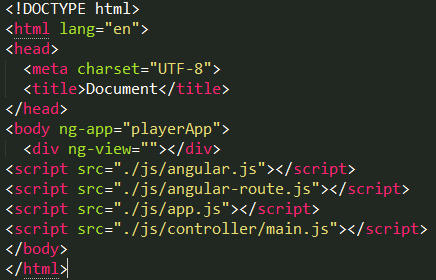 <!DOCTYPE html>
<html lang="en">
<head>
  <meta charset="UTF-8">
  <title>Document</title>
</head>
<body ng-app="playerApp">
  <div ng-view=""></div>
<script src="./js/angular.js"></script>
<script src="./js/angular-route.js"></script>
<script src="./js/app.js"></script>
<script src="./js/controller/main.js"></script>
</body>
</html>